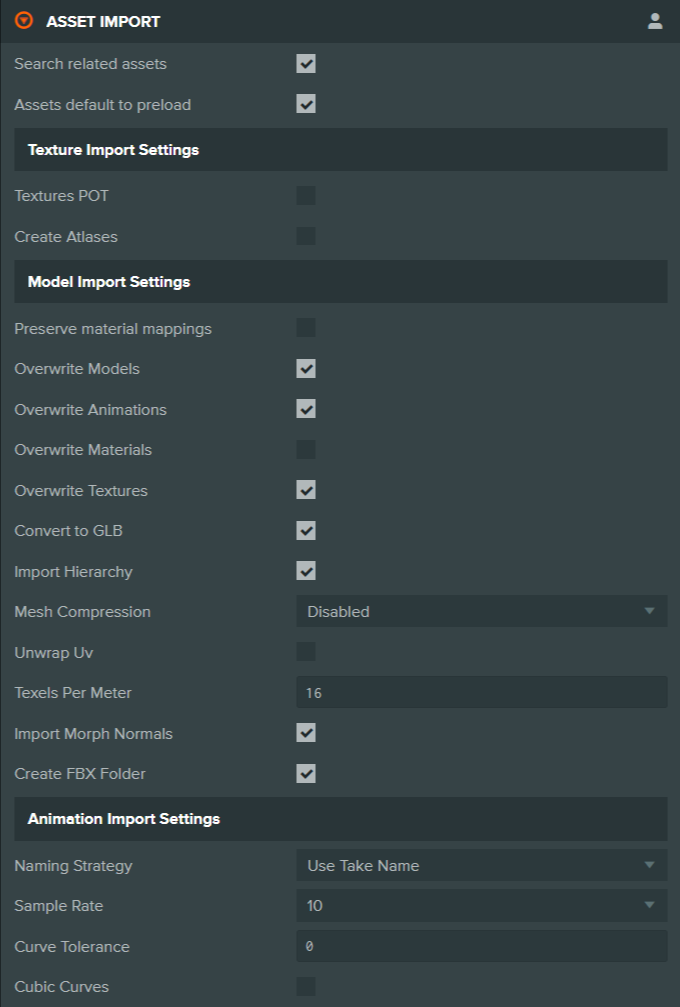 ASSET IMPORT
Search related assets
Assets default to preload
Texture Import Settings
Textures POT
Create Atlases
Model Import Settings
Preserve material mappings
Overwrite Models
Overwrite Animations
Overwrite Materials
Overwrite Textures
Convert to GLB
Import Hierarchy
Mesh Compression Disabled
Unwrap Uv
Texels Per Meter 16
Import Morph Normals
Create FBX Folder
Animation Import Settings
Naming Strategy Use Take Name
Sample Rate 10
Curve Tolerance 0
Cubic Curves